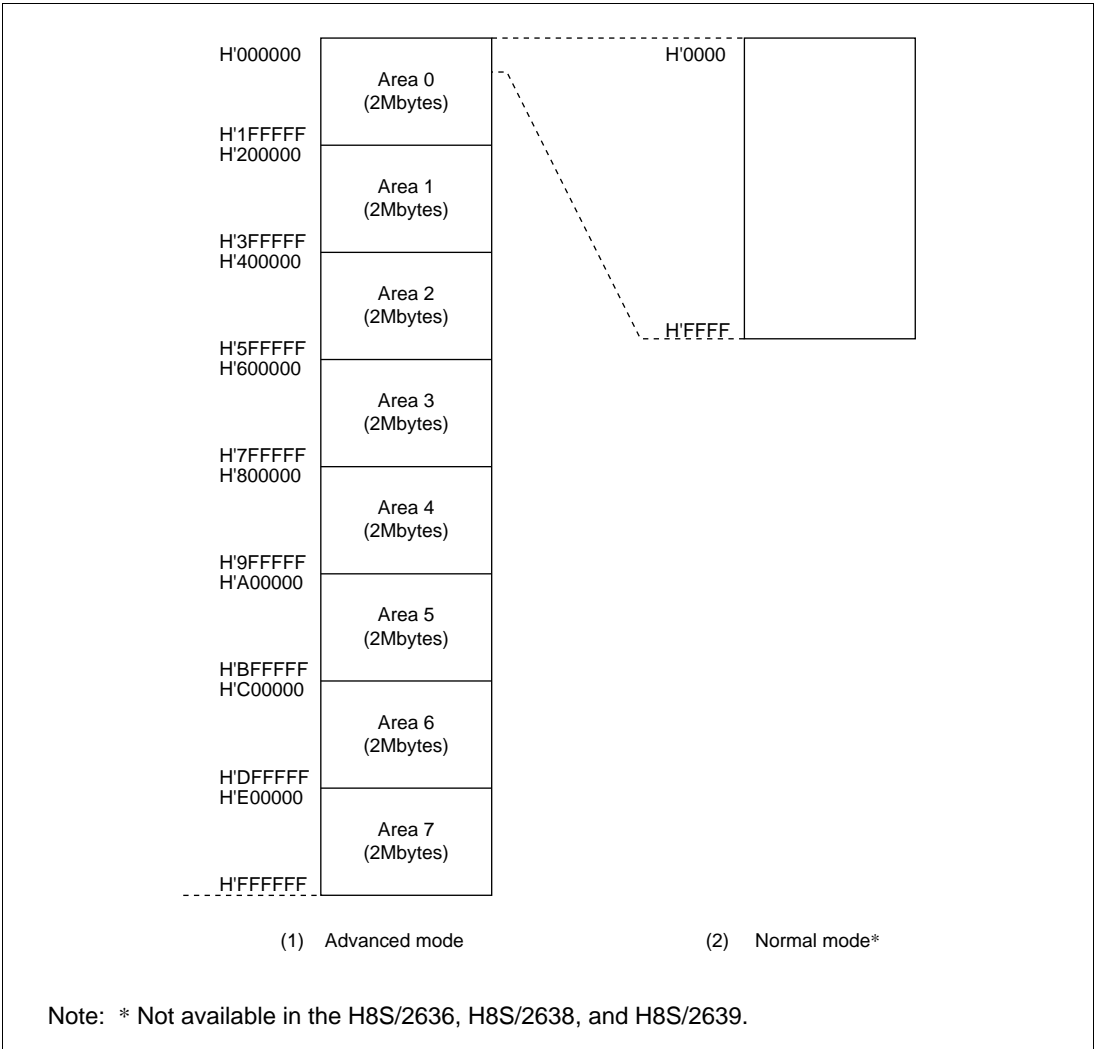 H'000000
Area 0
(2Mbytes)
H'1FFFFF
H'200000
Area 1
(2Mbytes)
H'3FFFFF
H'400000
Area 2
(2Mbytes)
H'5FFFFF
H'600000
Area 3
(2Mbytes)
H'7FFFFF
H'800000
Area 4
(2Mbytes)
H'9FFFFF
H'A00000
Area 5
(2Mbytes)
H'BFFFFF
H'C00000
Area 6
(2Mbytes)
H'DFFFFF
H'E00000
Area 7
(2Mbytes)
H'FFFFFF
(1) Advanced mode
H'0000
H'FFFF
(2) Normal mode*
Note: * Not available in the H8S/2636, H8S/2638, and H8S/2639.